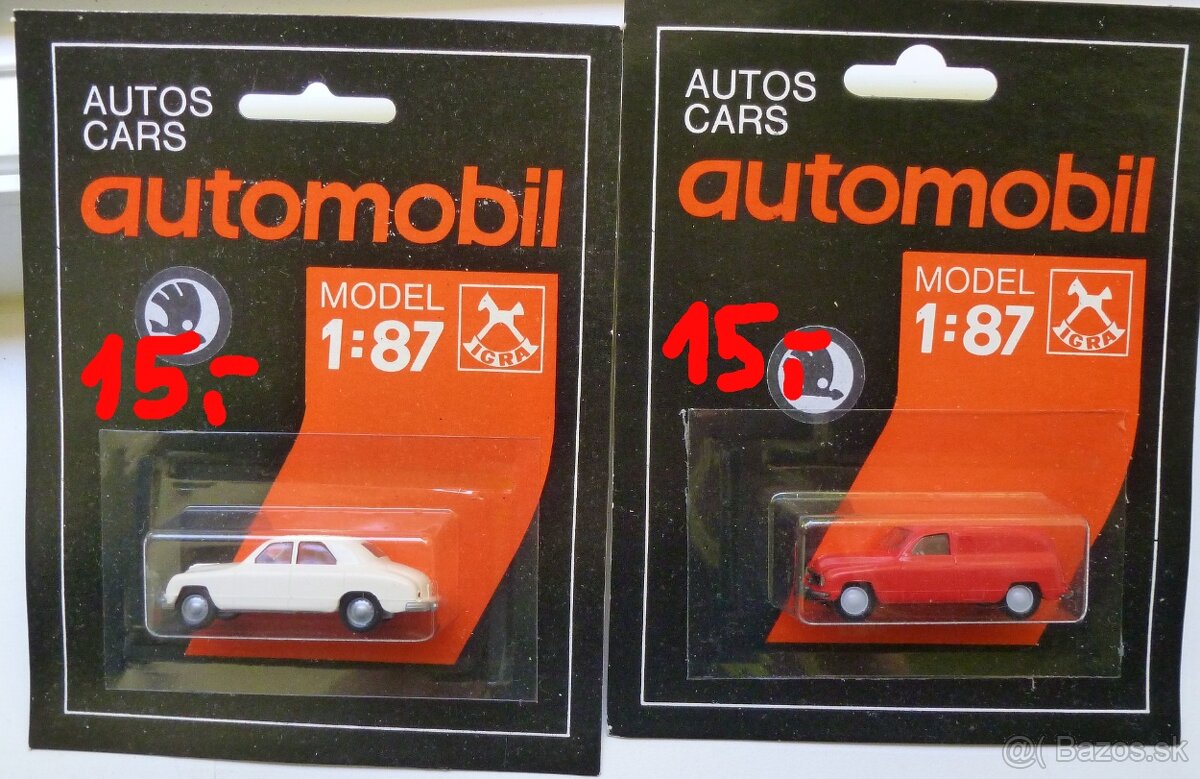 AUTOS
CARS
automobil
MODEL
1:87
IGRA
15,-
AUTOS
CARS
automobil
MODEL
1:87
IGRA
15,-
@( Bazos.sk